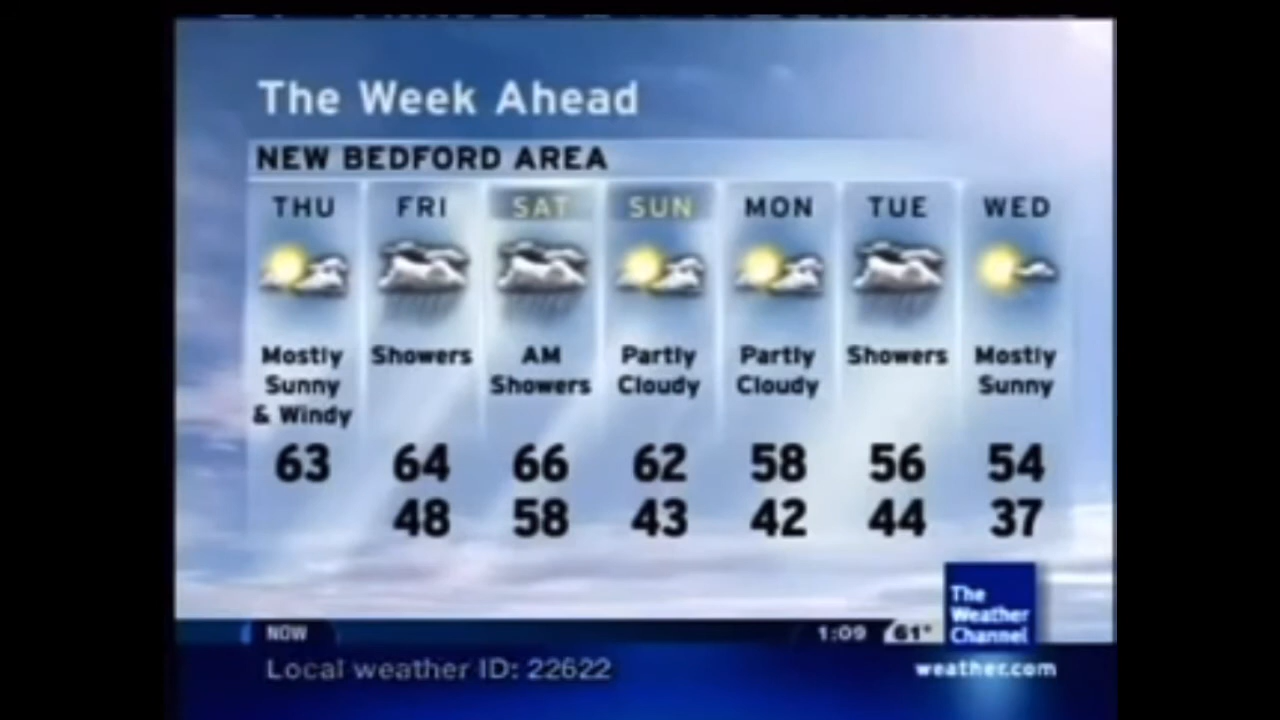 The Week Ahead
NEW BEDFORD AREA
THU FRI SAT SUN MON TUE WED
Mostly Sunny & Windy
Showers
AM Showers
Partly Cloudy
Partly Cloudy
Showers
Mostly Sunny
63 64 66 62 58 56 54
48 58 43 42 44 37
The
Weather
Channel
NOW 1:09 61°
Local weather ID: 22622 weather.com